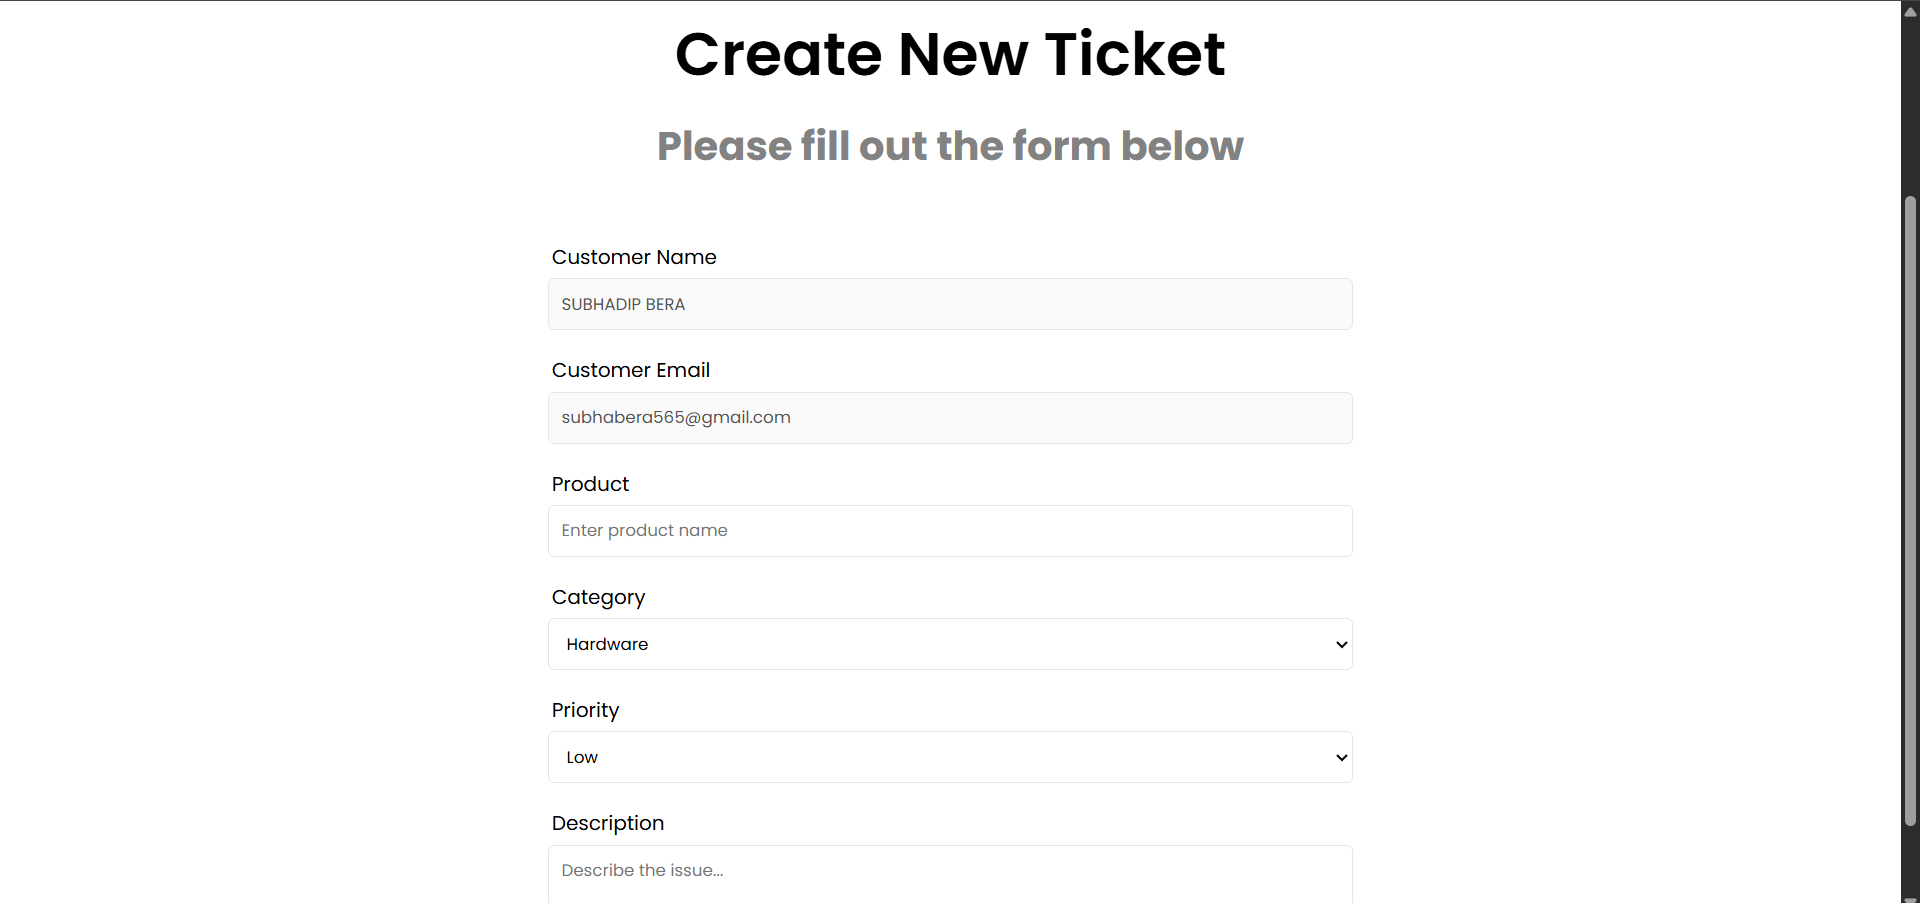 Create New Ticket
Please fill out the form below
Customer Name
SUBHADIP BERA
Customer Email
subhabera565@gmail.com
Product
Enter product name
Category
Hardware
Priority
Low
Description
Describe the issue...